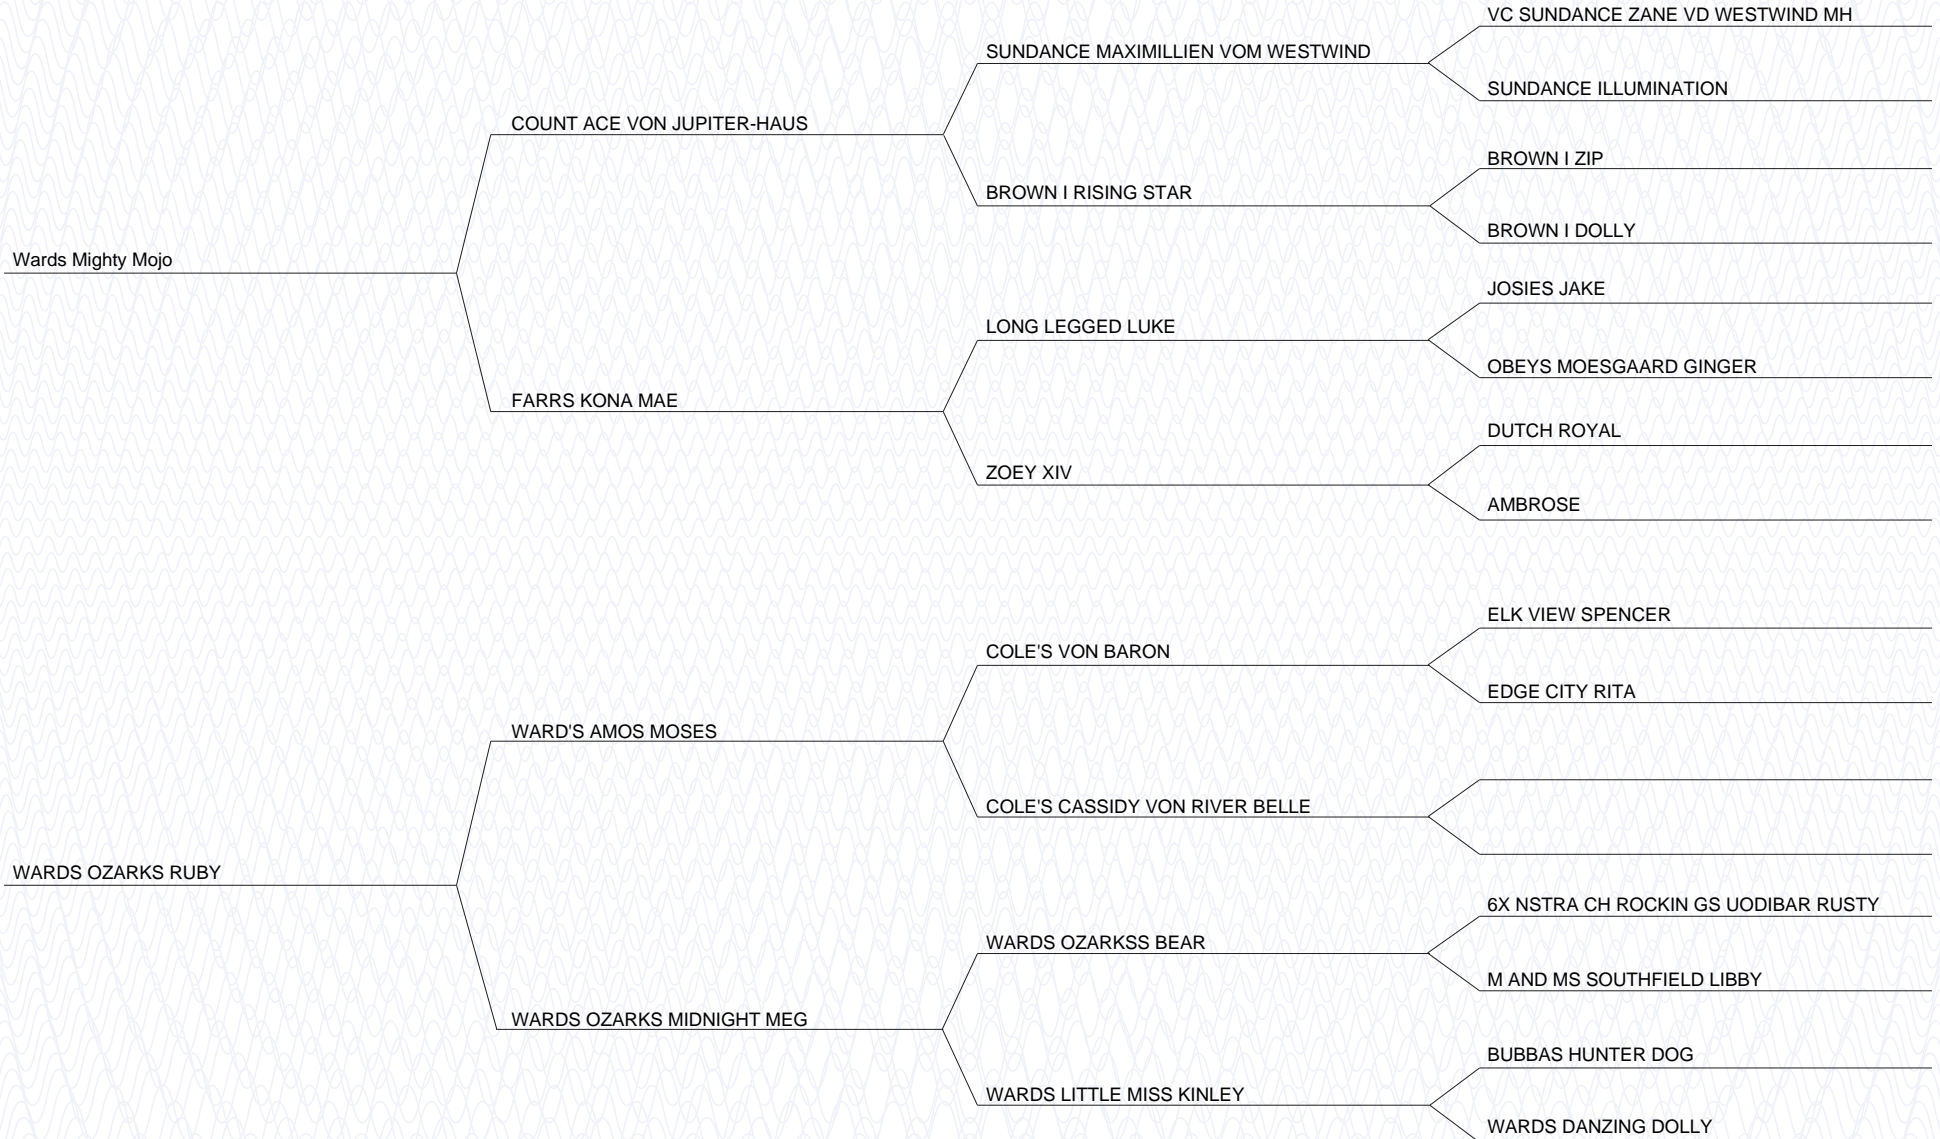 VC SUNDANCE ZANE VD WESTWIND MH
SUNDANCE MAXIMILLIEN VOM WESTWIND
SUNDANCE ILLUMINATION
COUNT ACE VON JUPITER-HAUS
BROWN I ZIP
BROWN I RISING STAR
BROWN I DOLLY
Wards Mighty Mojo
JOSIES JAKE
LONG LEGGED LUKE
OBEYS MOESGAARD GINGER
FARRS KONA MAE
DUTCH ROYAL
ZOEY XIV
AMBROSE
ELK VIEW SPENCER
COLE'S VON BARON
EDGE CITY RITA
WARD'S AMOS MOSES
COLE'S CASSIDY VON RIVER BELLE
WARDS OZARKS RUBY
6X NSTRA CH ROCKIN GS UODIBAR RUSTY
WARDS OZARKSS BEAR
M AND MS SOUTHFIELD LIBBY
WARDS OZARKS MIDNIGHT MEG
BUBBAS HUNTER DOG
WARDS LITTLE MISS KINLEY
WARDS DANZING DOLLY